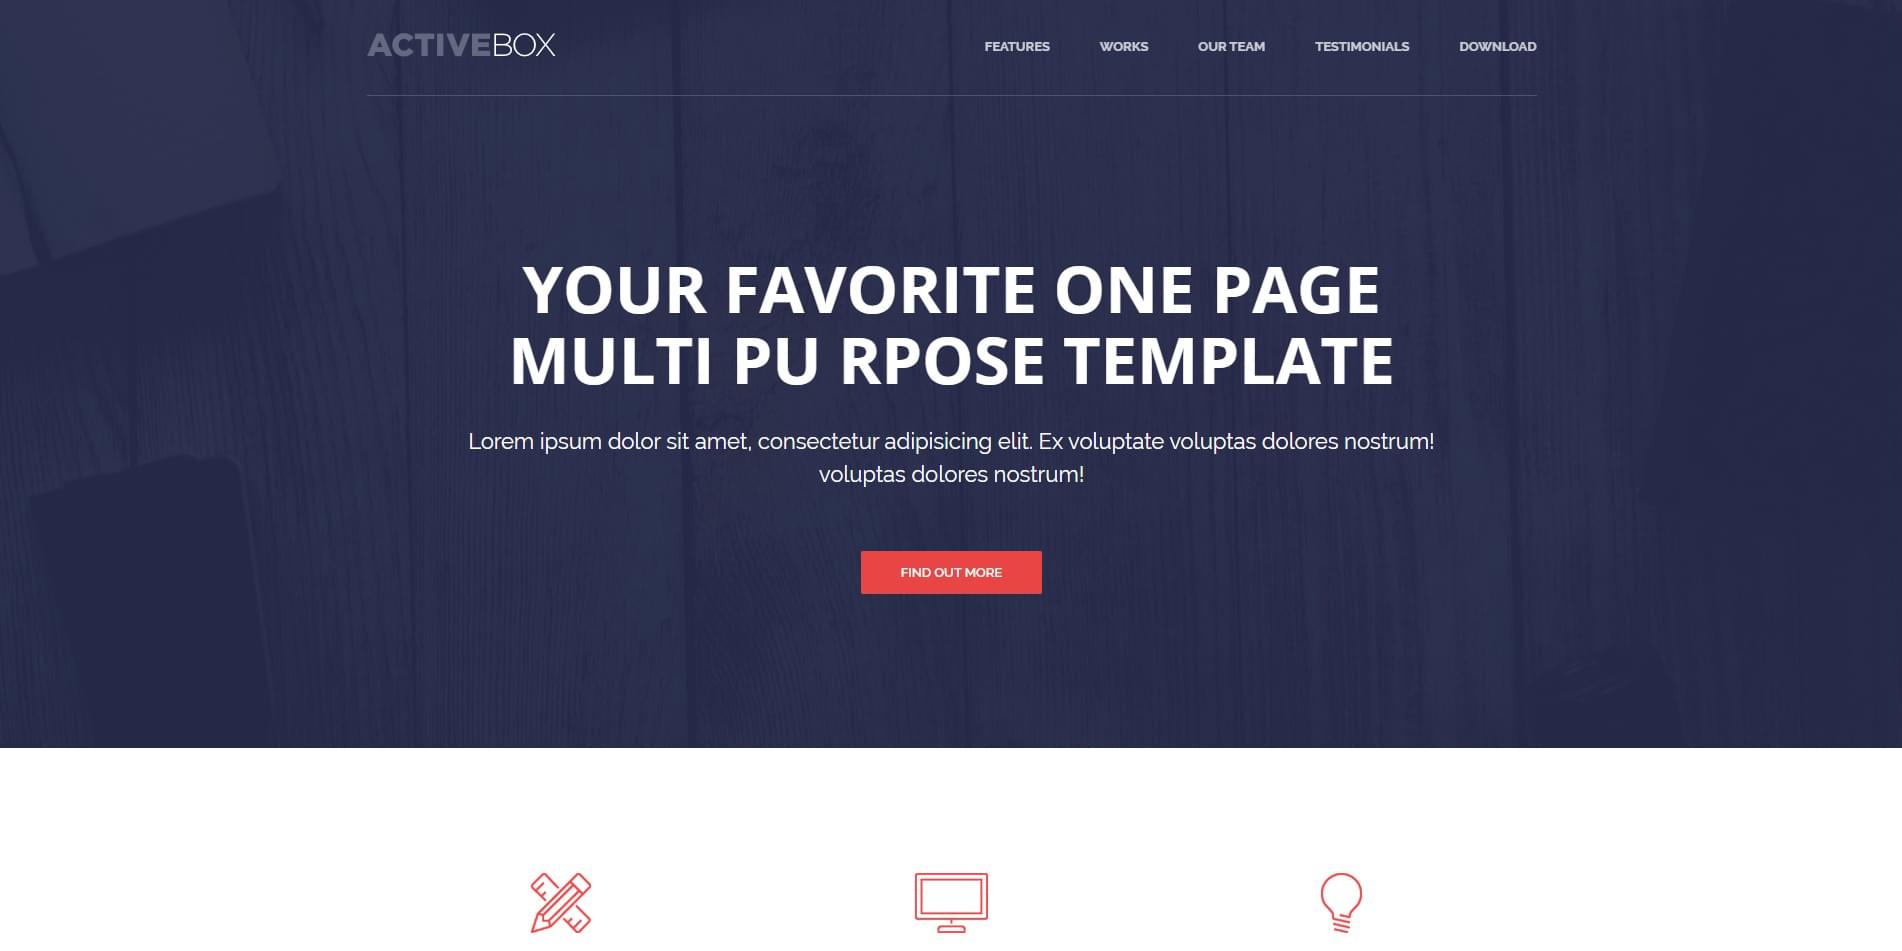 ACTIVEBOX
FEATURES WORKS OUR TEAM TESTIMONIALS DOWNLOAD
YOUR FAVORITE ONE PAGE
MULTI PU RPOSE TEMPLATE
Lorem ipsum dolor sit amet, consectetur adipisicing elit. Ex voluptate voluptas dolores nostrum!
voluptas dolores nostrum!
FIND OUT MORE